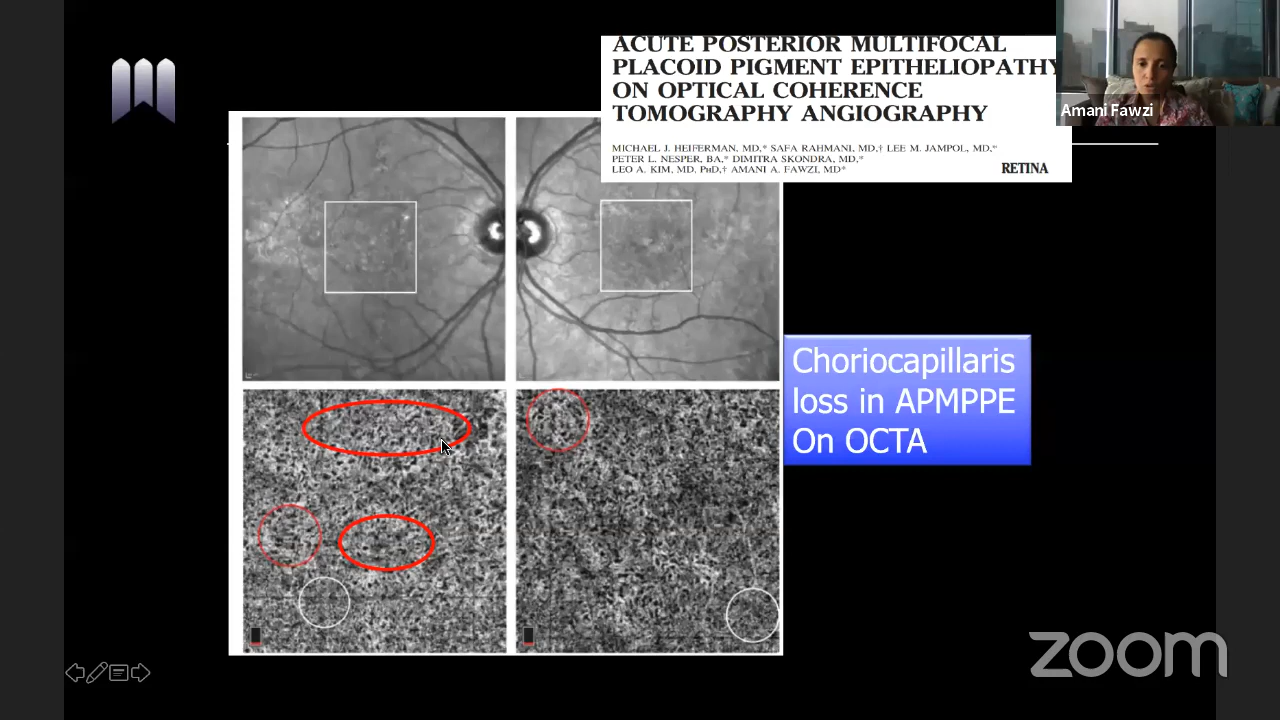 ACUTE POSTERIOR MULTIFOCAL
PLACOID PIGMENT EPITHELIOPATHY
ON OPTICAL COHERENCE
TOMOGRAPHY ANGIOGRAPHY
MICHAEL J. HEIFERMAN, MD,* SAFA RAHMANI, MD,† LEE M. JAMPOL, MD,*
PETER L. NESPER, BA,* DIMITRA SKONDRA, MD,*
LEO A. KIM, MD, PHD,† AMANI A. FAWZI, MD*
RETINA
Amani Fawzi
Choriocapillaris
loss in APMPPE
On OCTA
zoom